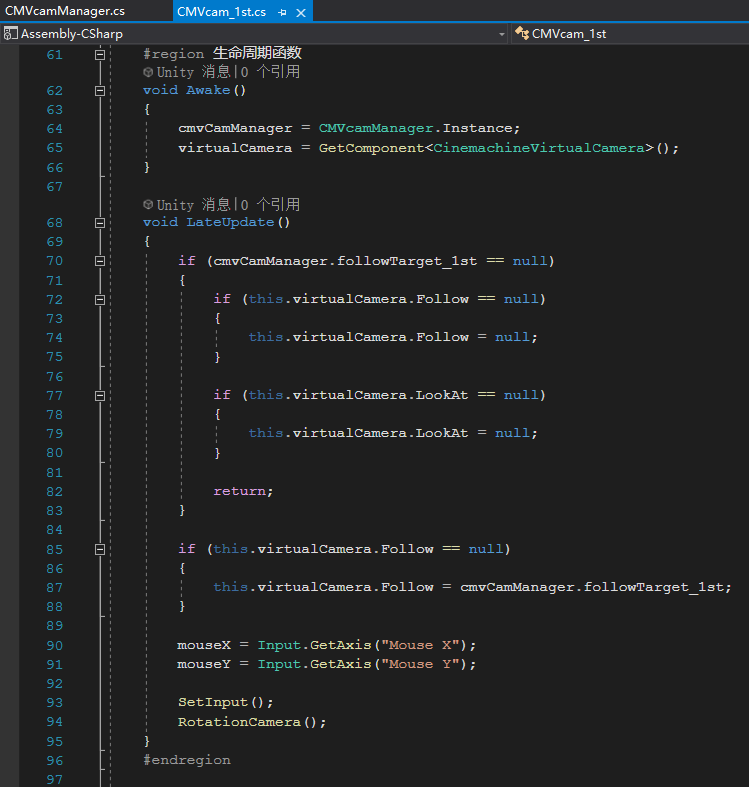 CMVcamManager.cs CMVcam_1st.cs
Assembly-CSharp CMVcam_1st
61 #region 生命周期函数
Unity 消息|0 个引用
62 void Awake()
63 {
64 cmvCamManager = CMVcamManager.Instance;
65 virtualCamera = GetComponent<CinemachineVirtualCamera>();
66 }
67
Unity 消息|0 个引用
68 void LateUpdate()
69 {
70 if (cmvCamManager.followTarget_1st == null)
71 {
72 if (this.virtualCamera.Follow == null)
73 {
74 this.virtualCamera.Follow = null;
75 }
76
77 if (this.virtualCamera.LookAt == null)
78 {
79 this.virtualCamera.LookAt = null;
80 }
81
82 return;
83 }
84
85 if (this.virtualCamera.Follow == null)
86 {
87 this.virtualCamera.Follow = cmvCamManager.followTarget_1st;
88 }
89
90 mouseX = Input.GetAxis("Mouse X");
91 mouseY = Input.GetAxis("Mouse Y");
92
93 SetInput();
94 RotationCamera();
95 }
96 #endregion
97